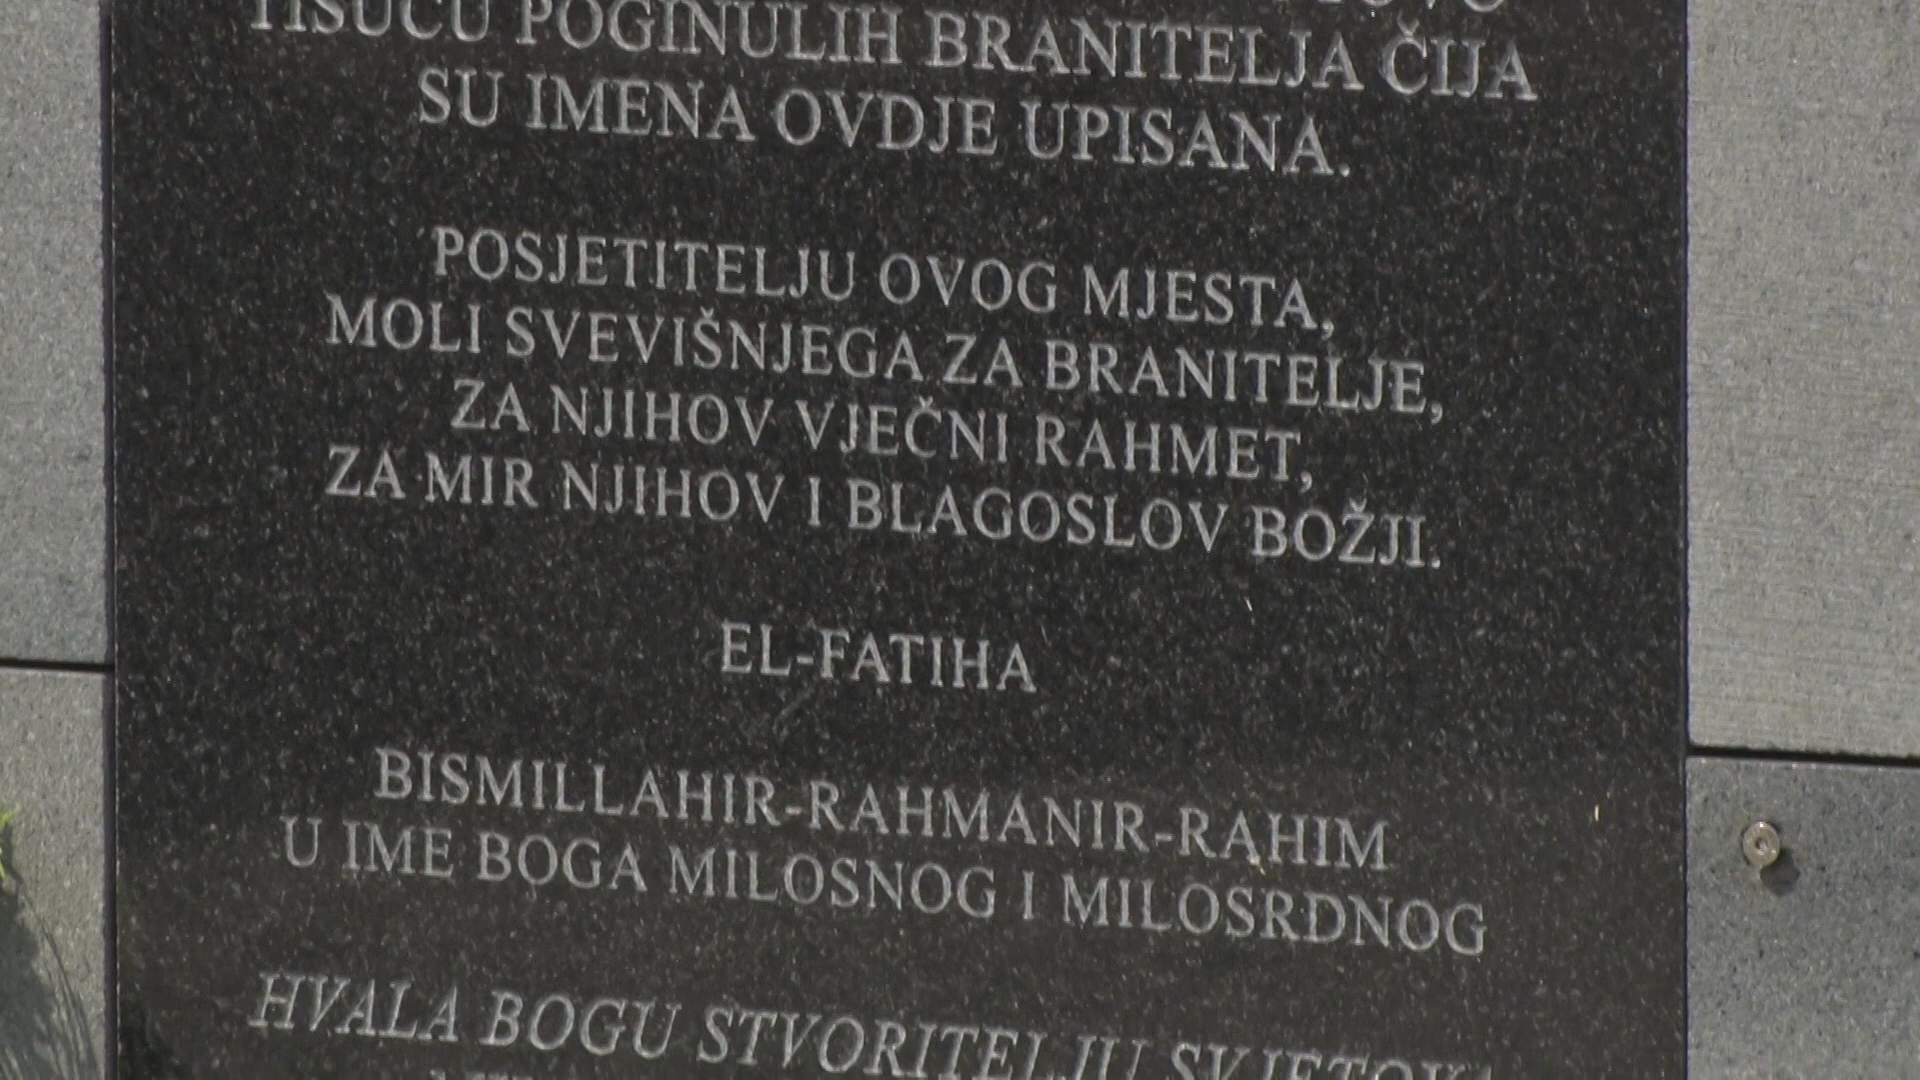 TISUĆU POGINULIH BRANITELJA ČIJA
SU IMENA OVDJE UPISANA.
POSJETITELJU OVOG MJESTA,
MOLI SVEVIŠNJEGA ZA BRANITELJE,
ZA NJIHOV VJEČNI RAHMET,
ZA MIR NJIHOV I BLAGOSLOV BOŽJI.
EL-FATIHA
BISMILLAHIR-RAHMANIR-RAHIM
U IME BOGA MILOSNOG I MILOSRDNOG
HVALA BOGU STVORITELJU SVJETOVA